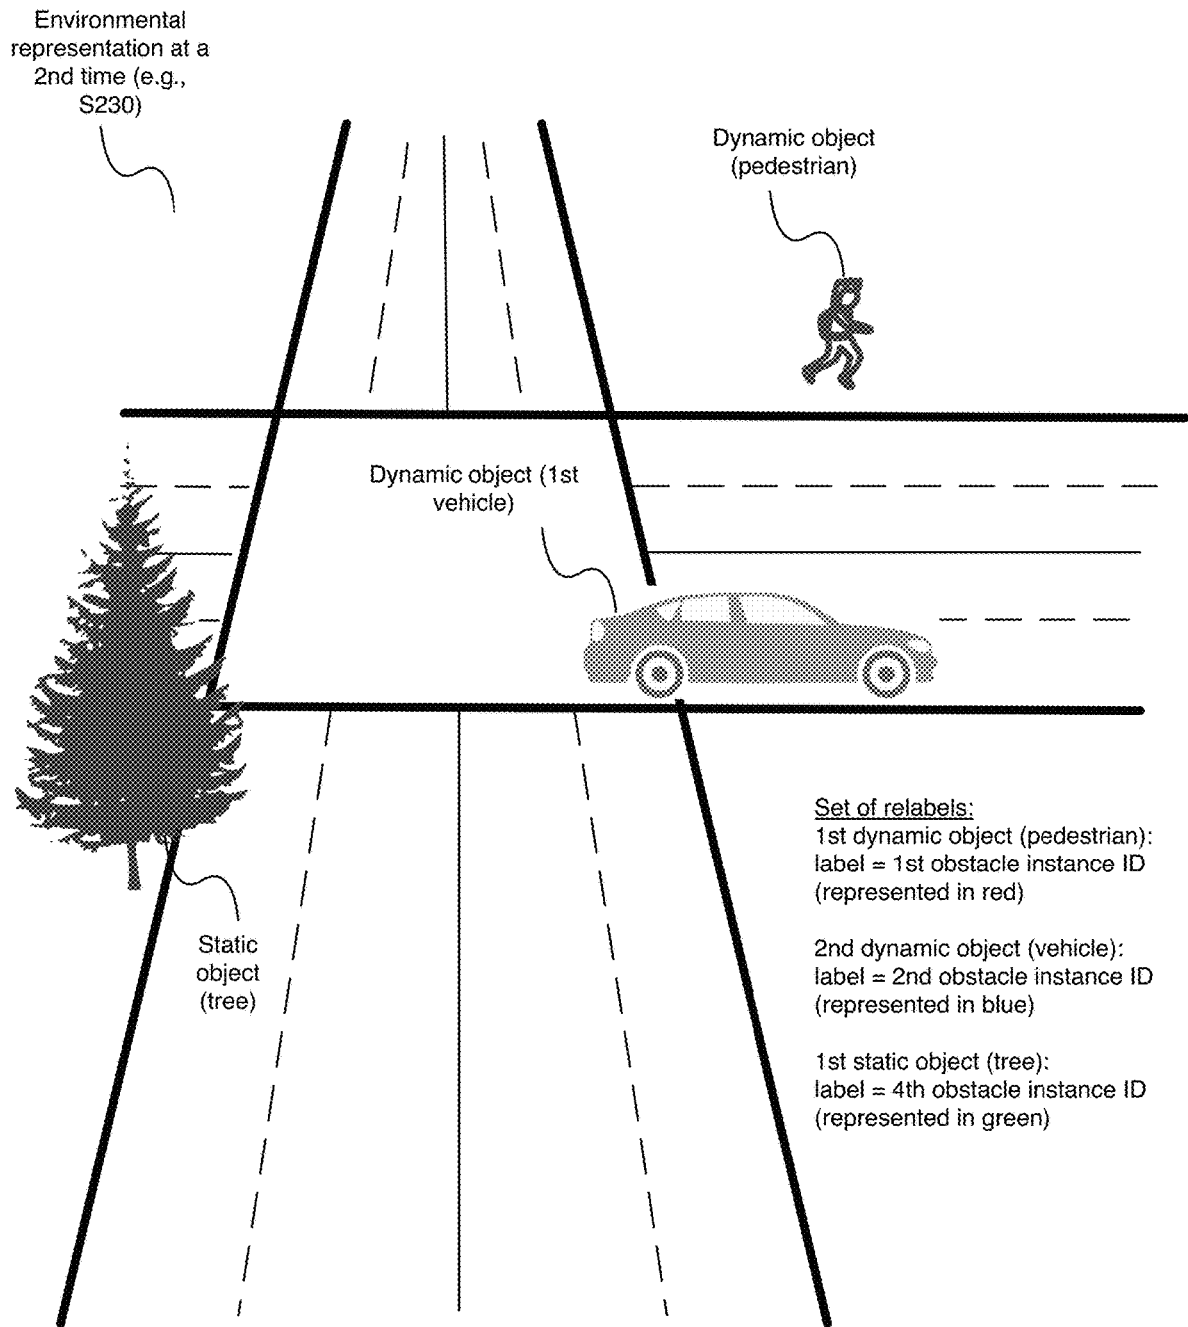 Environmental
representation at a
2nd time (e.g.,
S230)
Dynamic object
(pedestrian)
Dynamic object (1st
vehicle)
Static
object
(tree)
Set of relabels:
1st dynamic object (pedestrian):
label = 1st obstacle instance ID
(represented in red)
2nd dynamic object (vehicle):
label = 2nd obstacle instance ID
(represented in blue)
1st static object (tree):
label = 4th obstacle instance ID
(represented in green)